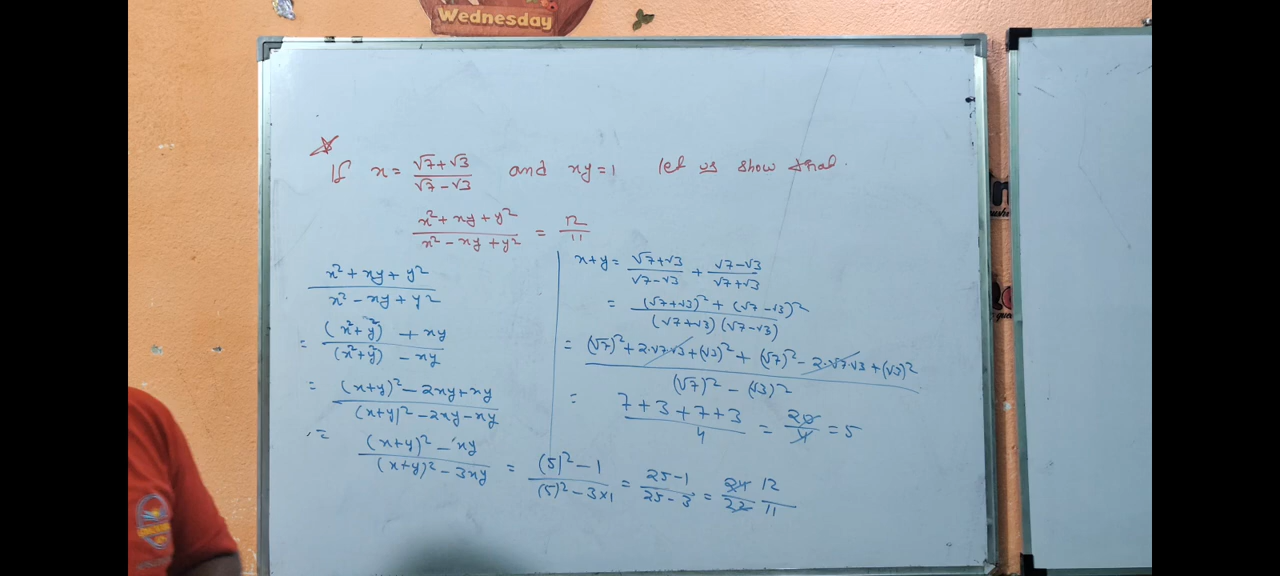 Wednesday
If x = √7+√3 / √7-√3 and xy=1 let us show that.
x²+xy+y² / x²-xy+y² = 12/11
x²+xy+y² / x²-xy+y²
= (x²+y²)+xy / (x²+y²)-xy
= (x+y)²-2xy+xy / (x+y)²-2xy-xy
= (x+y)²-xy / (x+y)²-3xy = (5)²-1 / (5)²-3×1 = 25-1 / 25-3 = 24/22 12/11
x+y = √7+√3 / √7-√3 + √7-√3 / √7+√3
= (√7+√3)²+(√7-√3)² / (√7+√3)(√7-√3)
= (√7)²+2·√7√3+(√3)²+(√7)²-2·√7·√3+(√3)² / (√7)²-(√3)²
= 7+3+7+3 / 4 = 20/4 = 5